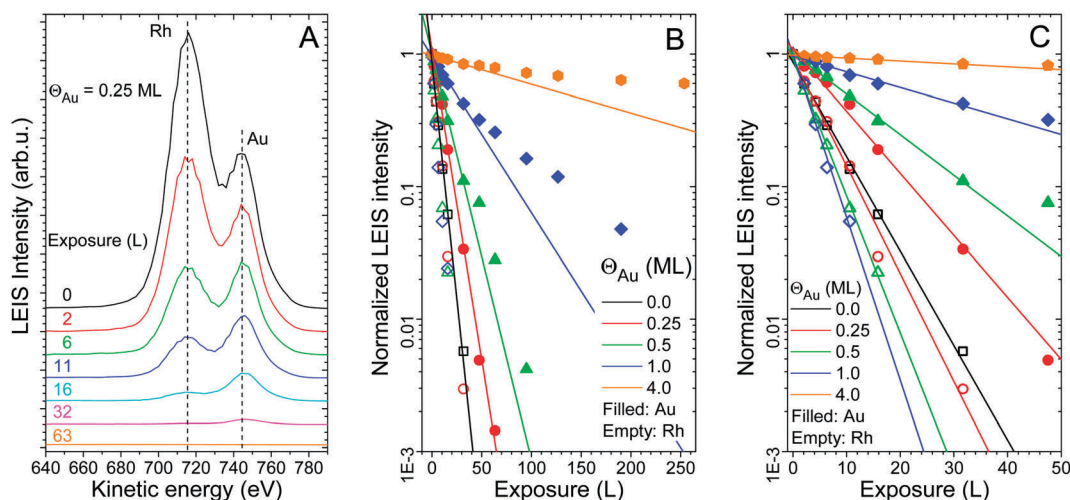 A
Rh
Au
Θ_Au = 0.25 ML
Exposure (L)
0
2
6
11
16
32
63
LEIS Intensity (arb.u.)
640 660 680 700 720 740 760 780
Kinetic energy (eV)
B
Normalized LEIS intensity
1
0.1
0.01
1E-3
Θ_Au (ML)
0.0
0.25
0.5
1.0
4.0
Filled: Au
Empty: Rh
0 50 100 150 200 250
Exposure (L)
C
Normalized LEIS intensity
1
0.1
0.01
1E-3
Θ_Au (ML)
0.0
0.25
0.5
1.0
4.0
Filled: Au
Empty: Rh
0 10 20 30 40 50
Exposure (L)